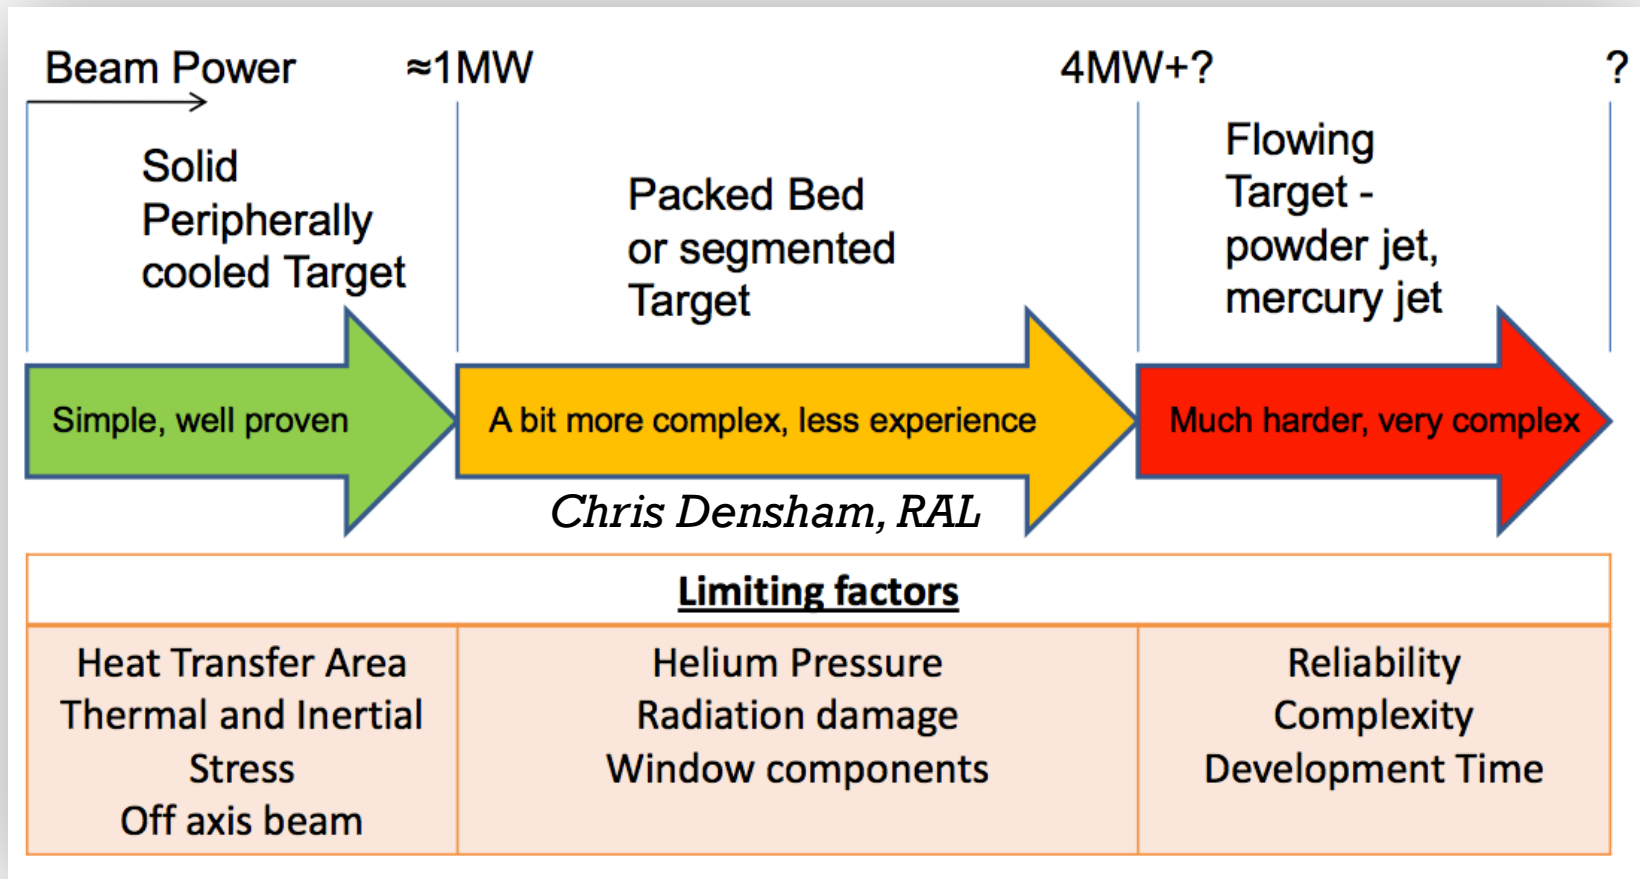 Beam Power
≈1MW
4MW+?
?
Solid
Peripherally
cooled Target
Packed Bed
or segmented
Target
Flowing
Target -
powder jet,
mercury jet
Simple, well proven
A bit more complex, less experience
Much harder, very complex
Chris Densham, RAL
Limiting factors
Heat Transfer Area
Thermal and Inertial
Stress
Off axis beam
Helium Pressure
Radiation damage
Window components
Reliability
Complexity
Development Time